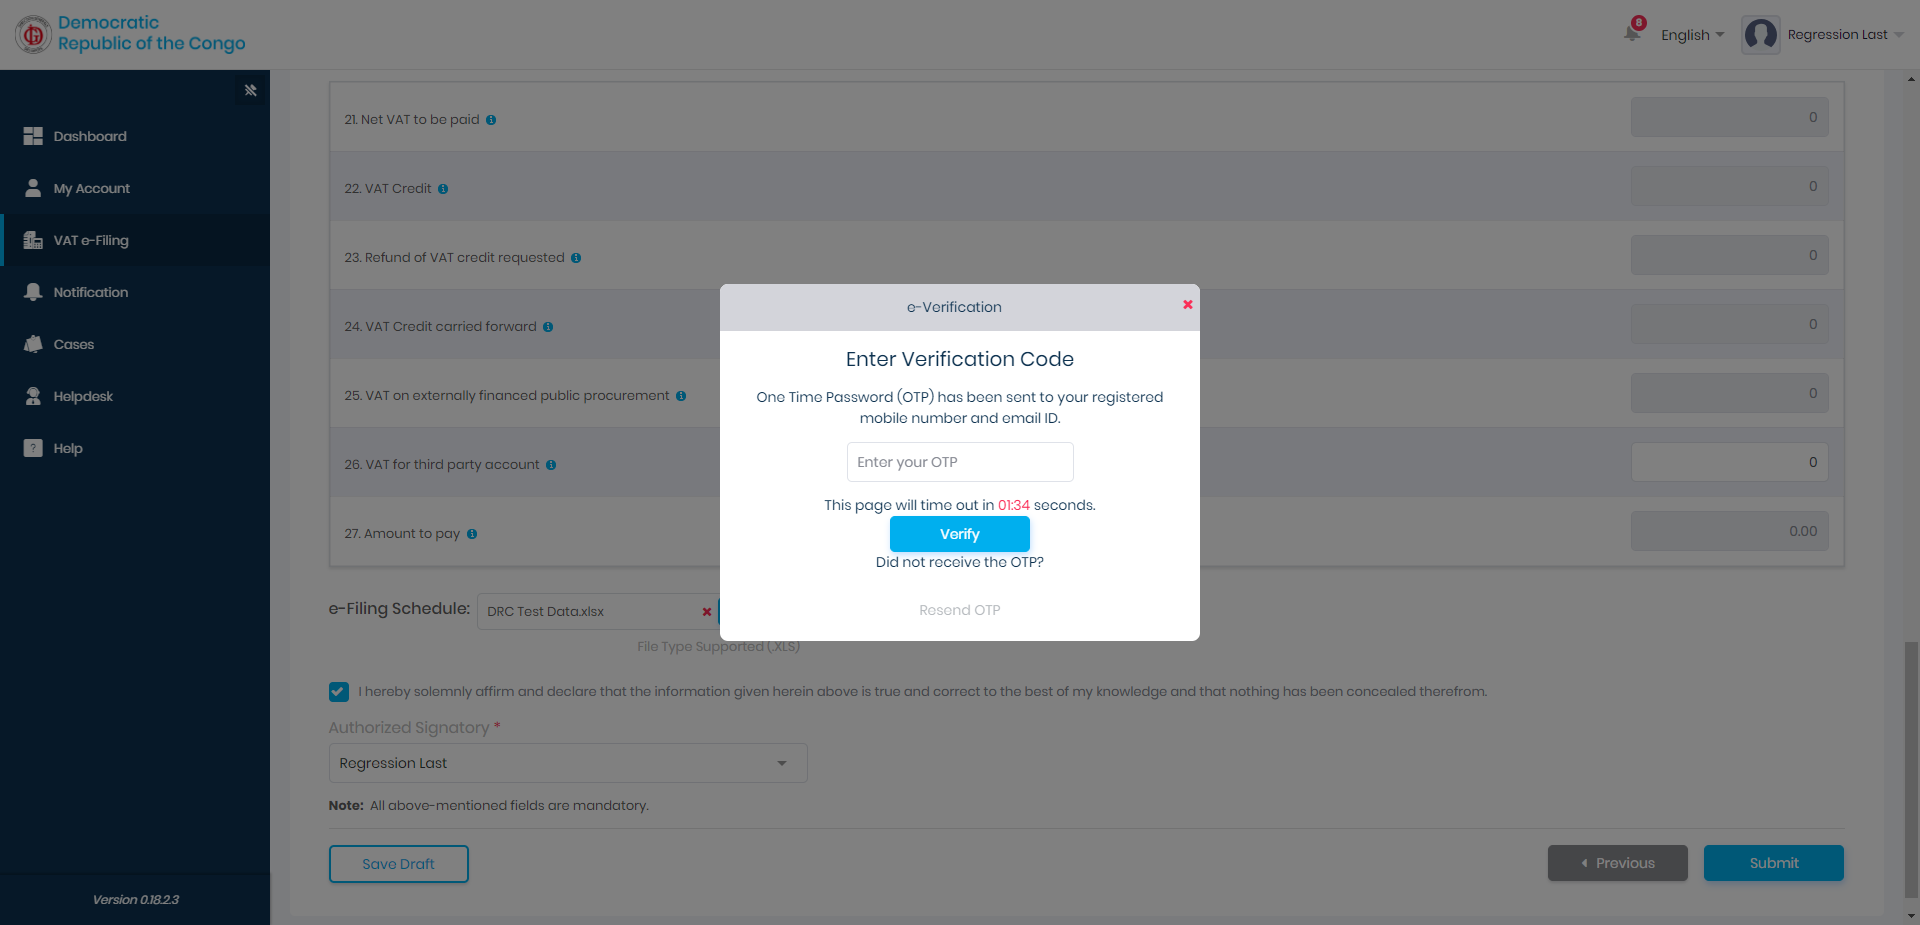 Democratic
Republic of the Congo
8
English
Regression Last
Dashboard
My Account
VAT e-Filing
Notification
Cases
Helpdesk
? Help
Version 0.18.2.3
21. Net VAT to be paid
0
22. VAT Credit
0
23. Refund of VAT credit requested
0
24. VAT Credit carried forward
0
25. VAT on externally financed public procurement
0
26. VAT for third party account
0
27. Amount to pay
0.00
e-Verification
Enter Verification Code
One Time Password (OTP) has been sent to your registered
mobile number and email ID.
Enter your OTP
This page will time out in 01:34 seconds.
Verify
Did not receive the OTP?
Resend OTP
e-Filing Schedule: DRC Test Data.xlsx
File Type Supported (.XLS)
I hereby solemnly affirm and declare that the information given herein above is true and correct to the best of my knowledge and that nothing has been concealed therefrom.
Authorized Signatory *
Regression Last
Note: All above-mentioned fields are mandatory.
Save Draft
Previous
Submit